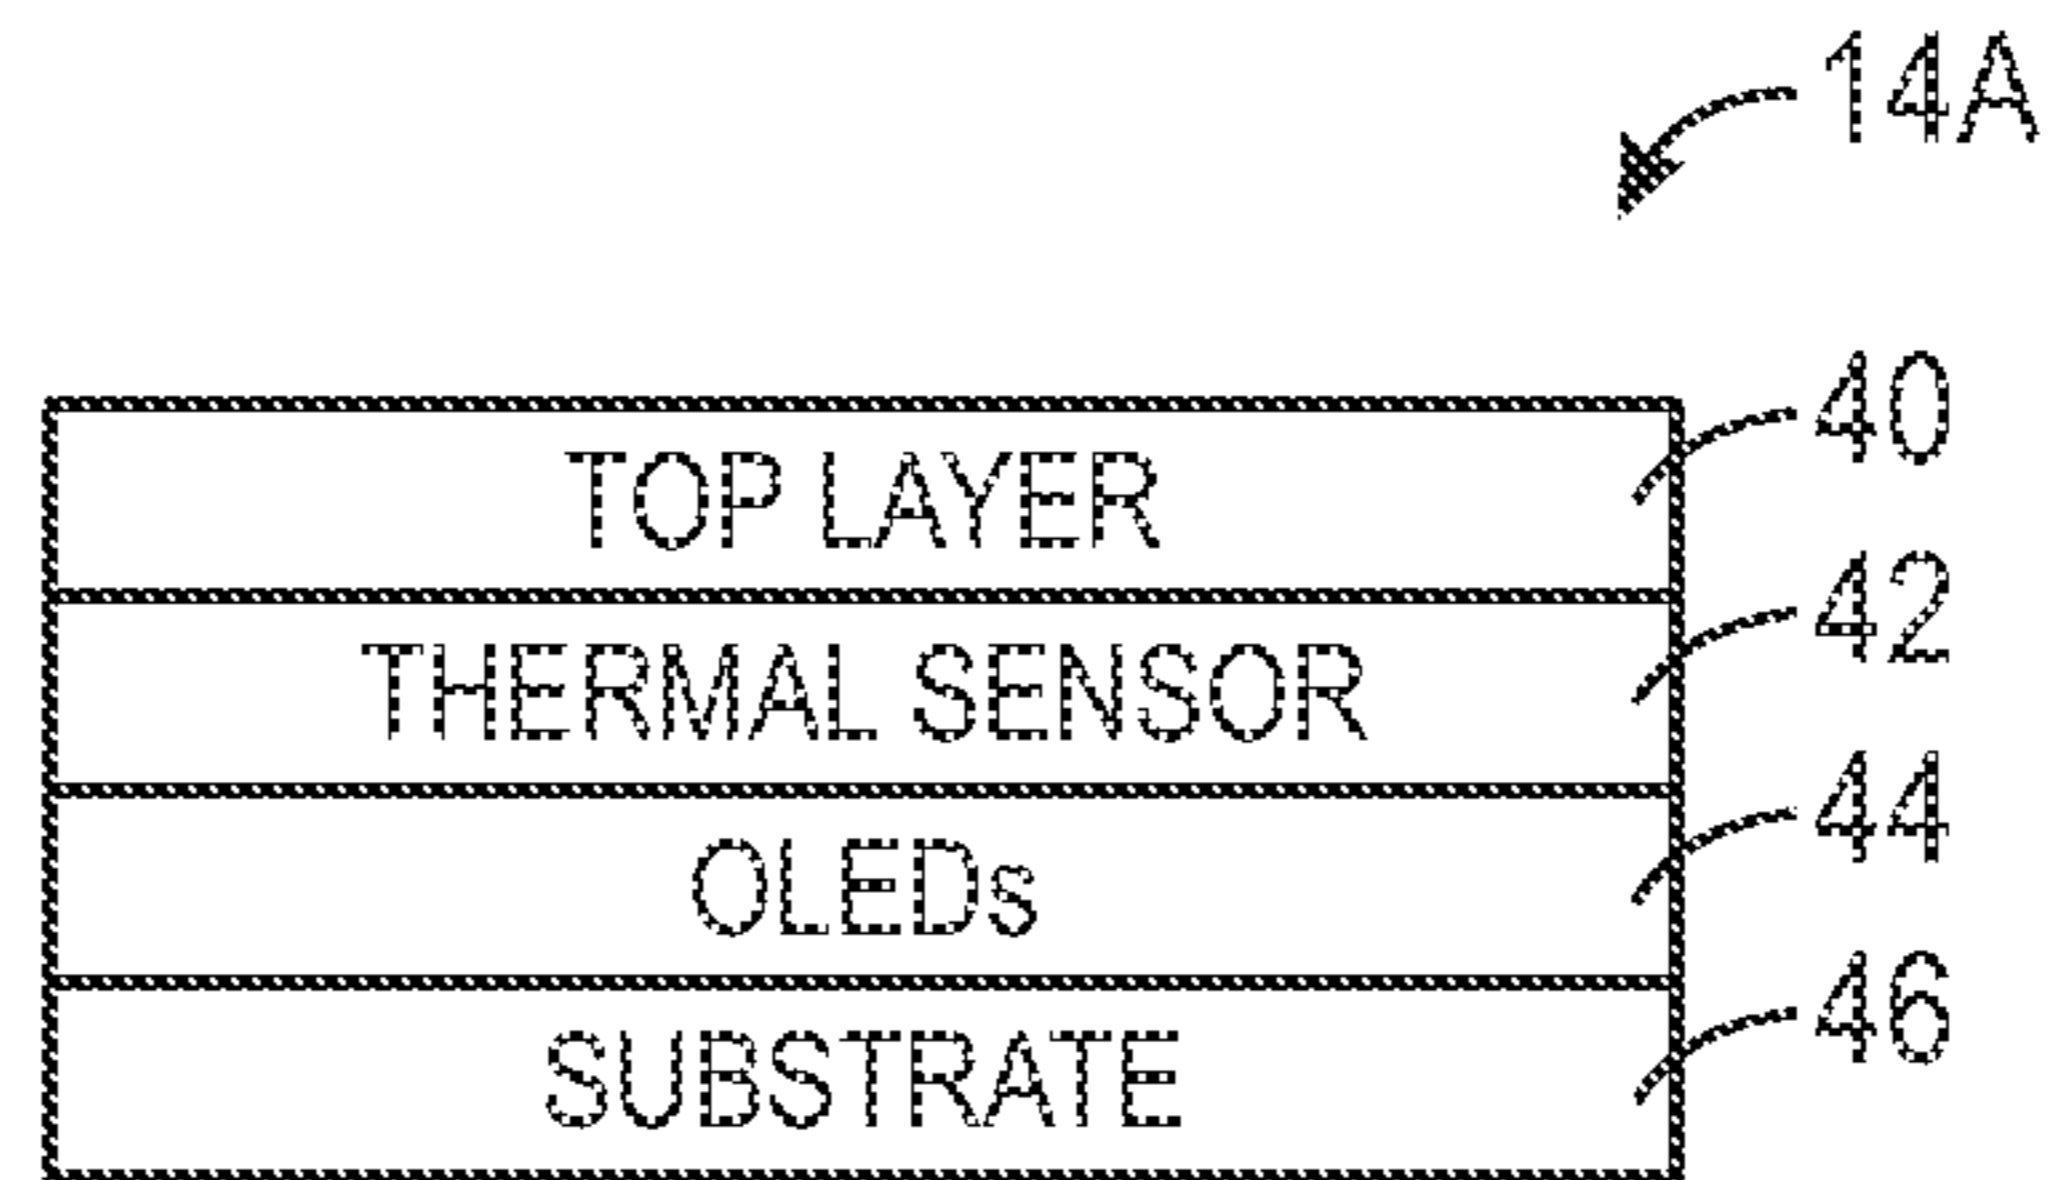 14A
TOP LAYER 40
THERMAL SENSOR 42
OLEDs 44
SUBSTRATE 46